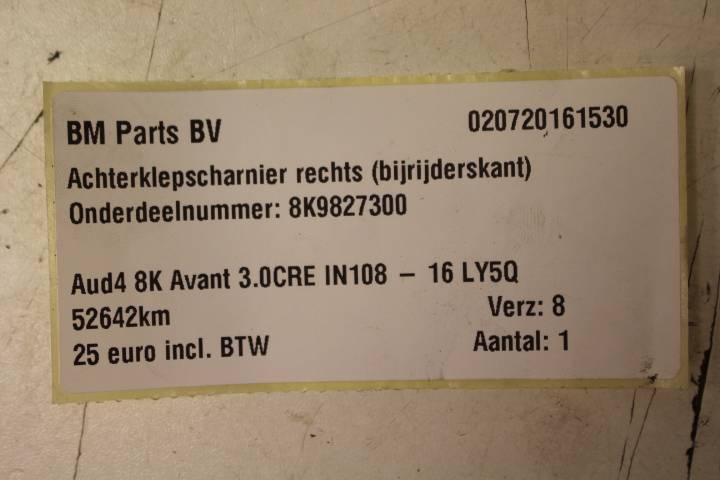 BM Parts BV 020720161530
Achterklepscharnier rechts (bijrijderskant)
Onderdeelnummer: 8K9827300
Aud4 8K Avant 3.0CRE IN108 – 16 LY5Q
52642km Verz: 8
25 euro incl. BTW Aantal: 1